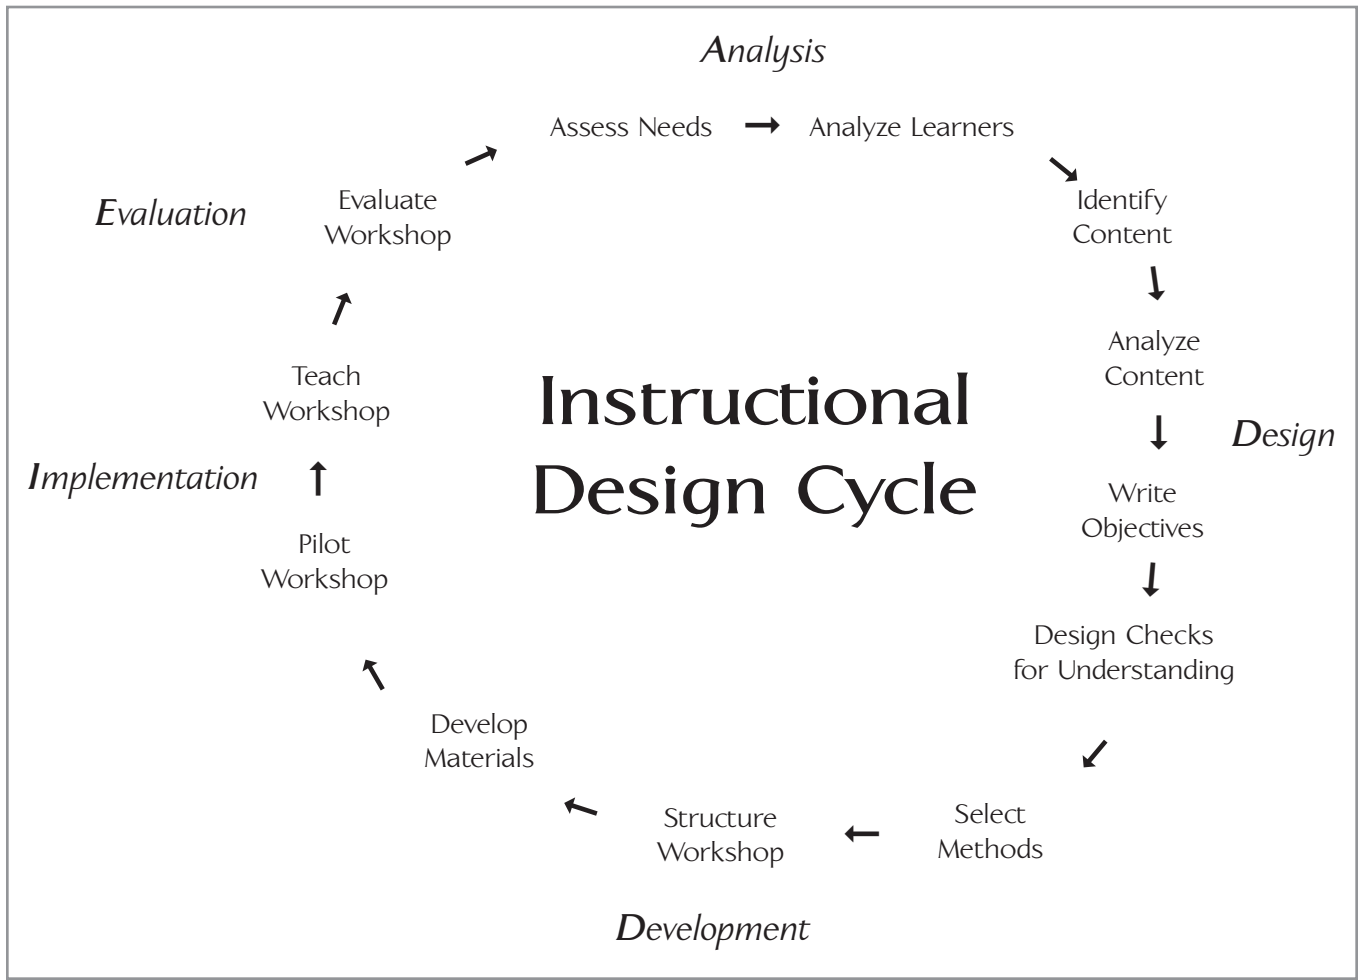 Analysis
Assess Needs
Analyze Learners
Identify
Content
Analyze
Content
Design
Write
Objectives
Design Checks
for Understanding
Select
Methods
Structure
Workshop
Development
Develop
Materials
Pilot
Workshop
Implementation
Teach
Workshop
Evaluation
Evaluate
Workshop
Instructional
Design Cycle